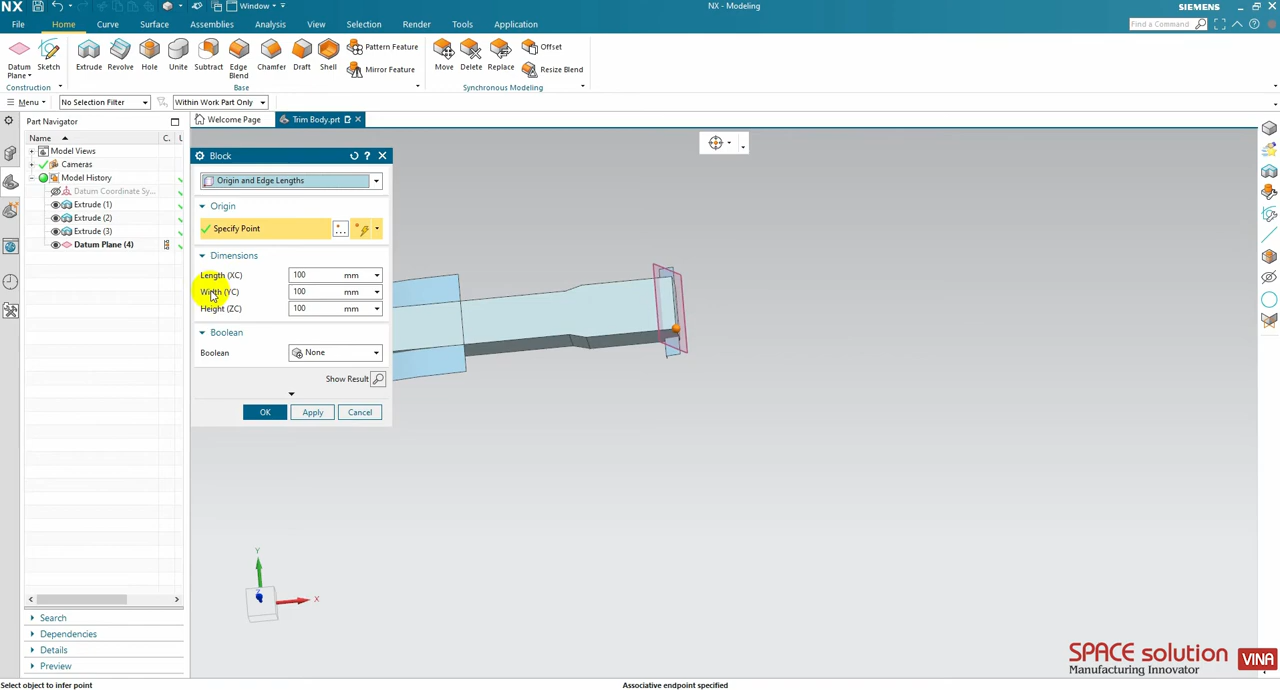 NX
Window
NX - Modeling
SIEMENS
File
Home
Curve
Surface
Assemblies
Analysis
View
Selection
Render
Tools
Application
Find a Command
Datum Plane
Sketch
Extrude
Revolve
Hole
Unite
Subtract
Edge Blend
Chamfer
Draft
Shell
Pattern Feature
Mirror Feature
Move
Delete
Replace
Offset
Resize Blend
Construction
Base
Synchronous Modeling
Menu
No Selection Filter
Within Work Part Only
Part Navigator
Welcome Page
Trim Body.prt
Name
C.
U
Model Views
Cameras
Model History
Datum Coordinate Sy...
Extrude (1)
Extrude (2)
Extrude (3)
Datum Plane (4)
Block
Origin and Edge Lengths
Origin
Specify Point
Dimensions
Length (XC) 100 mm
Width (YC) 100 mm
Height (ZC) 100 mm
Boolean
Boolean None
Show Result
OK
Apply
Cancel
Y
X
Search
Dependencies
Details
Preview
SPACE solution
Manufacturing Innovator
VINA
Select object to infer point
Associative endpoint specified